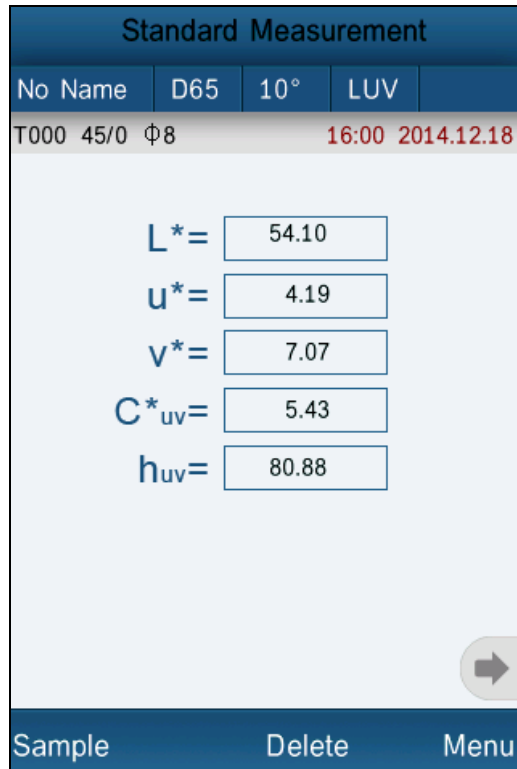 Standard Measurement
No Name D65 10° LUV
T000 45/0 Φ8 16:00 2014.12.18
L*= 54.10
u*= 4.19
v*= 7.07
C*uv= 5.43
huv= 80.88
Sample Delete Menu